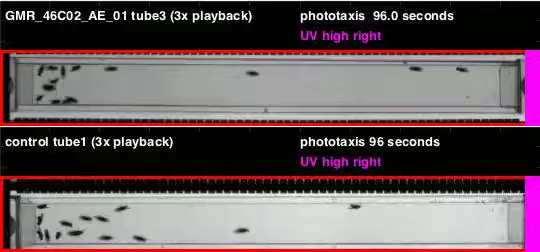 GMR_46C02_AE_01 tube3 (3x playback) phototaxis 96.0 seconds
UV high right
control tube1 (3x playback) phototaxis 96 seconds
UV high right